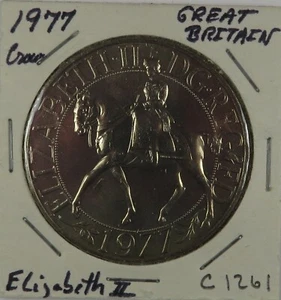 1977
GREAT
BRITAIN
Crown
ELIZABETH·II D·G·REG·F·D
1977
Elizabeth II
C1261